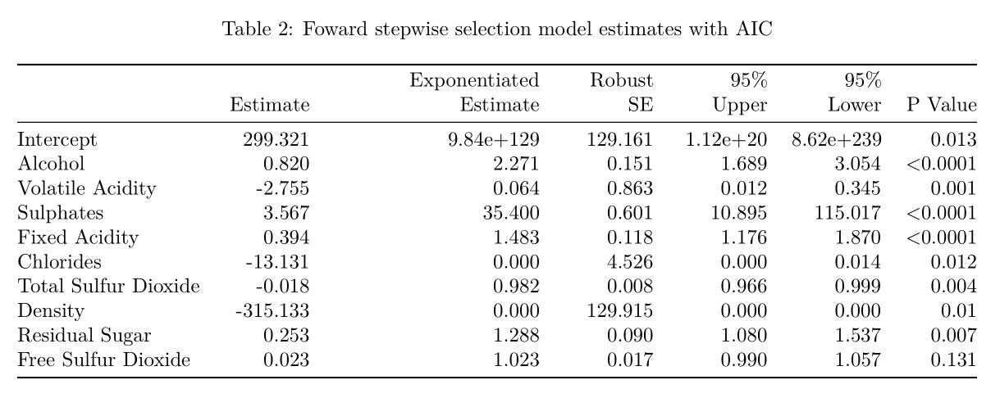 Table 2: Foward stepwise selection model estimates with AIC
Exponentiated Robust 95% 95%
Estimate Estimate SE Upper Lower P Value
Intercept 299.321 9.84e+129 129.161 1.12e+20 8.62e+239 0.013
Alcohol 0.820 2.271 0.151 1.689 3.054 <0.0001
Volatile Acidity -2.755 0.064 0.863 0.012 0.345 0.001
Sulphates 3.567 35.400 0.601 10.895 115.017 <0.0001
Fixed Acidity 0.394 1.483 0.118 1.176 1.870 <0.0001
Chlorides -13.131 0.000 4.526 0.000 0.014 0.012
Total Sulfur Dioxide -0.018 0.982 0.008 0.966 0.999 0.004
Density -315.133 0.000 129.915 0.000 0.000 0.01
Residual Sugar 0.253 1.288 0.090 1.080 1.537 0.007
Free Sulfur Dioxide 0.023 1.023 0.017 0.990 1.057 0.131